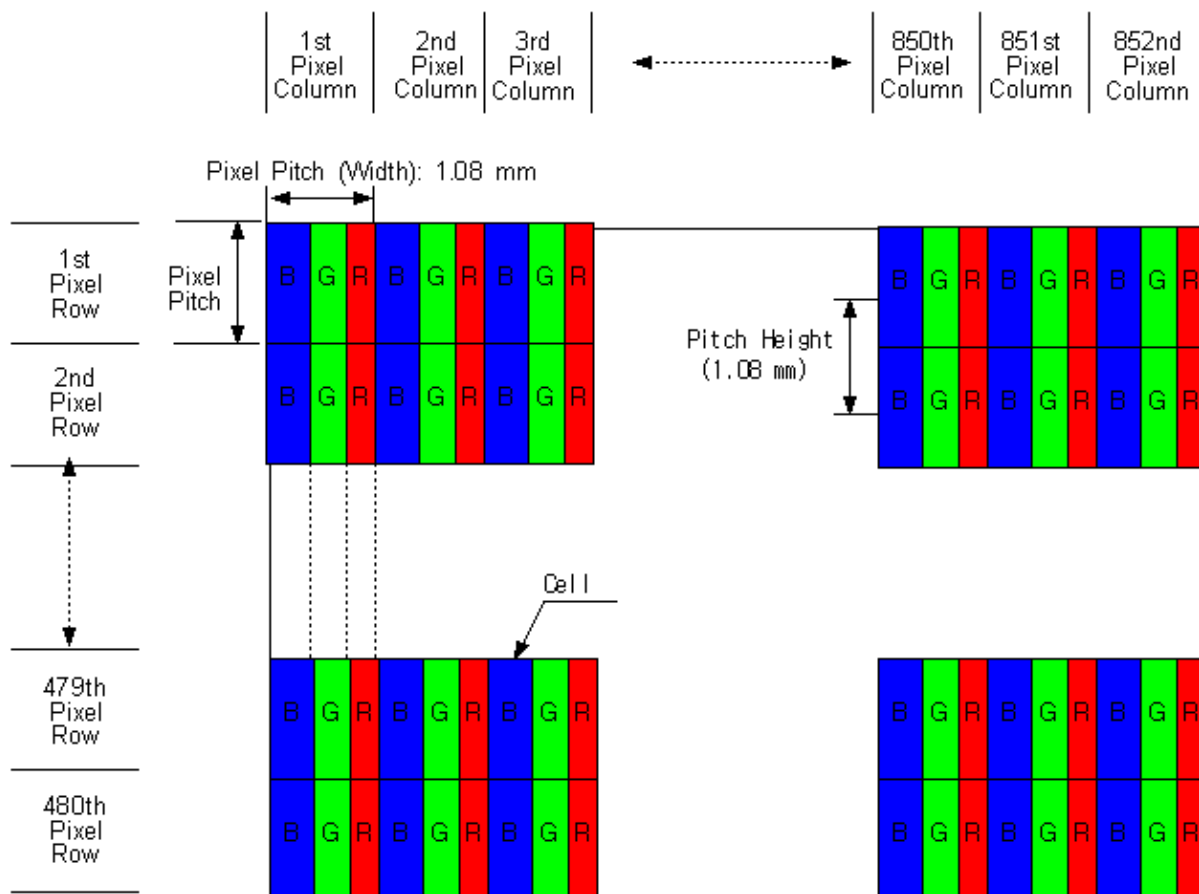 1st
Pixel
Column
2nd
Pixel
Column
3rd
Pixel
Column
850th
Pixel
Column
851st
Pixel
Column
852nd
Pixel
Column
Pixel Pitch (Width): 1.08 mm
1st
Pixel
Row
Pixel
Pitch
B G R B G R B G R
B G R B G R B G R
2nd
Pixel
Row
B G R B G R B G R
B G R B G R B G R
Pitch Height
(1.08 mm)
Cell
479th
Pixel
Row
B G R B G R B G R
B G R B G R B G R
480th
Pixel
Row
B G R B G R B G R
B G R B G R B G R